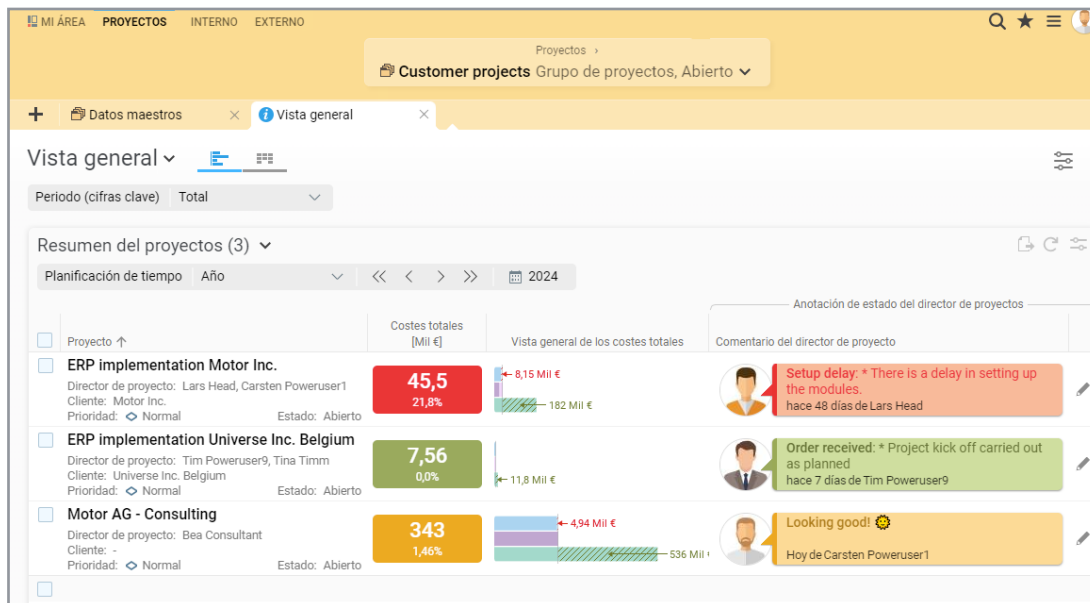 MI ÁREA PROYECTOS INTERNO EXTERNO
Proyectos ›
Customer projects Grupo de proyectos, Abierto
Datos maestros Vista general
Vista general
Periodo (cifras clave) Total
Resumen del proyectos (3)
Planificación de tiempo Año 2024
Anotación de estado del director de proyectos
Proyecto Costes totales [Mil €] Vista general de los costes totales Comentario del director de proyecto
ERP implementation Motor Inc.
Director de proyecto: Lars Head, Carsten Poweruser1
Cliente: Motor Inc.
Prioridad: Normal Estado: Abierto
45,5
21,8%
8,15 Mil €
182 Mil €
Setup delay: * There is a delay in setting up
the modules.
hace 48 días de Lars Head
ERP implementation Universe Inc. Belgium
Director de proyecto: Tim Poweruser9, Tina Timm
Cliente: Universe Inc. Belgium
Prioridad: Normal Estado: Abierto
7,56
0,0%
11,8 Mil €
Order received: * Project kick off carried out
as planned
hace 7 días de Tim Poweruser9
Motor AG - Consulting
Director de proyecto: Bea Consultant
Cliente: -
Prioridad: Normal Estado: Abierto
343
1,46%
4,94 Mil €
536 Mil
Looking good! 🌞
Hoy de Carsten Poweruser1